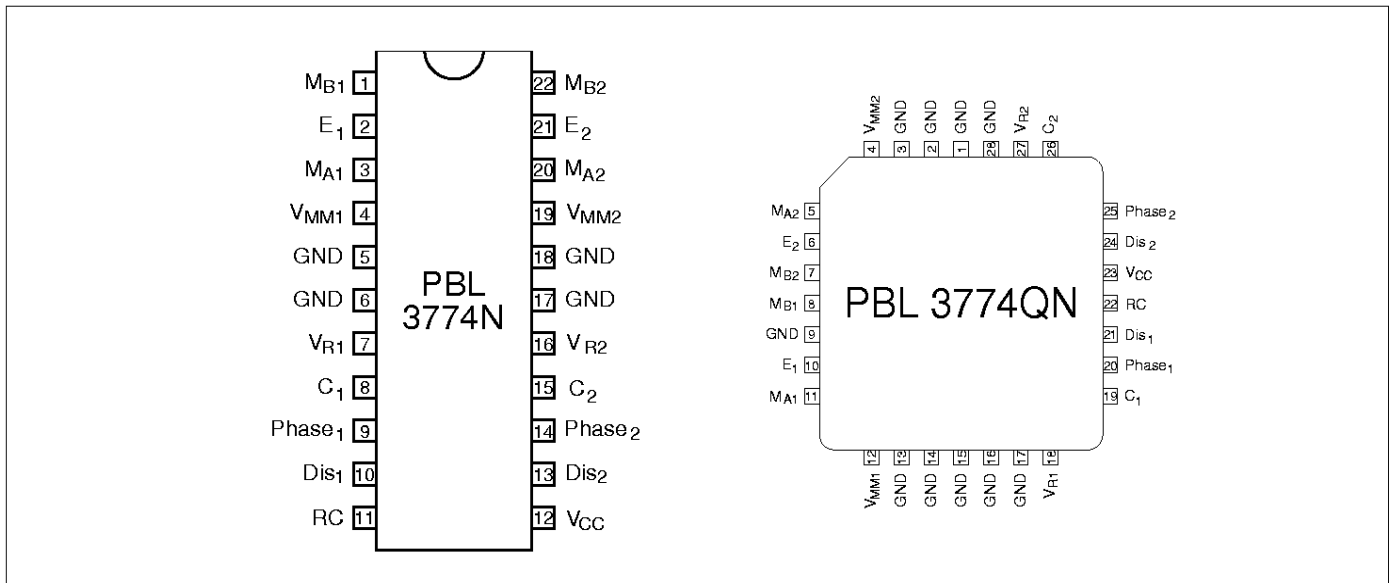 MB1 1 22 MB2
E1 2 21 E2
MA1 3 20 MA2
VMM1 4 19 VMM2
GND 5 18 GND
GND 6 17 GND
VR1 7 16 VR2
C1 8 15 C2
Phase1 9 14 Phase2
Dis1 10 13 Dis2
RC 11 12 VCC
PBL
3774N
VMM2 GND GND GND GND VR2 C2
4 3 2 1 28 27 26
MA2 5 25 Phase2
E2 6 24 Dis2
MB2 7 23 VCC
MB1 8 22 RC
GND 9 21 Dis1
E1 10 20 Phase1
MA1 11 19 C1
PBL 3774QN
12 13 14 15 16 17 18
VMM1 GND GND GND GND GND VR1